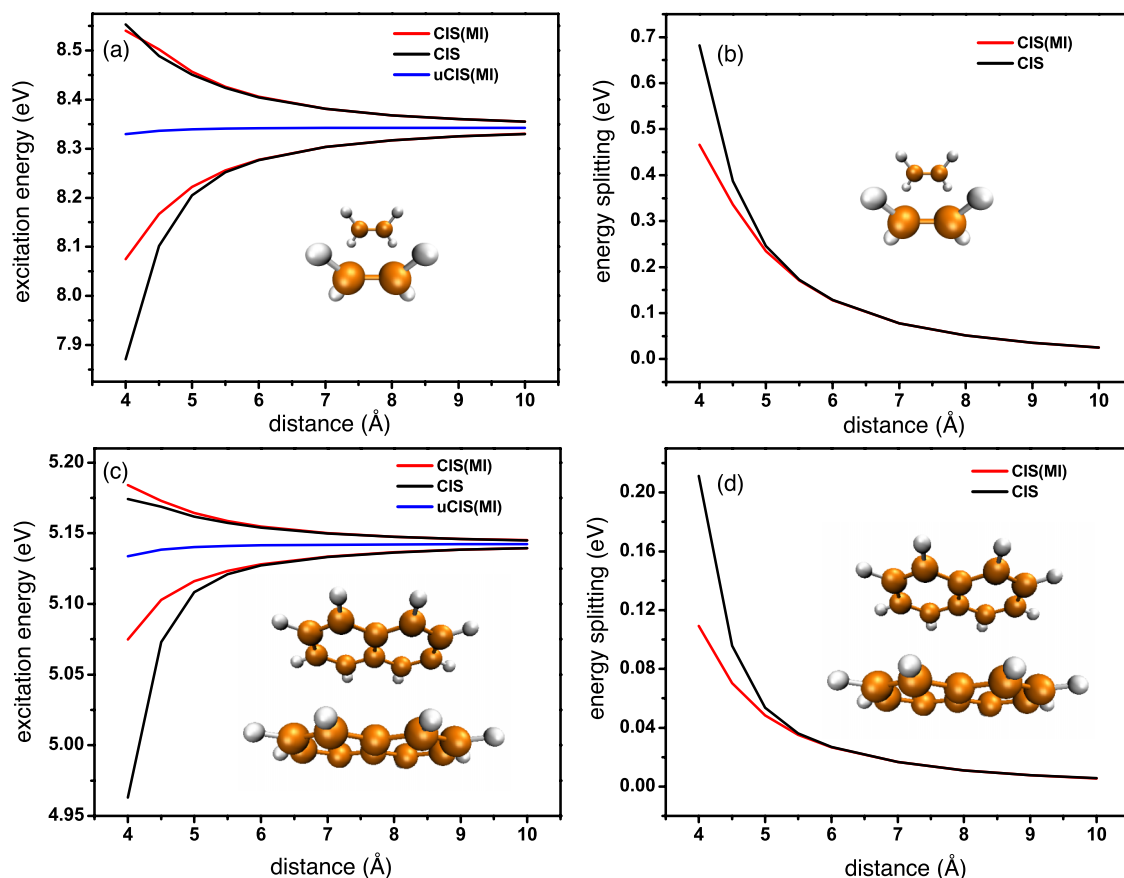 (a)
CIS(MI)
CIS
uCIS(MI)
excitation energy (eV)
8.5
8.4
8.3
8.2
8.1
8.0
7.9
4 5 6 7 8 9 10
distance (Å)
(b)
CIS(MI)
CIS
energy splitting (eV)
0.7
0.6
0.5
0.4
0.3
0.2
0.1
0.0
4 5 6 7 8 9 10
distance (Å)
(c)
CIS(MI)
CIS
uCIS(MI)
excitation energy (eV)
5.20
5.15
5.10
5.05
5.00
4.95
4 5 6 7 8 9 10
distance (Å)
(d)
CIS(MI)
CIS
energy splitting (eV)
0.20
0.16
0.12
0.08
0.04
0.00
4 5 6 7 8 9 10
distance (Å)